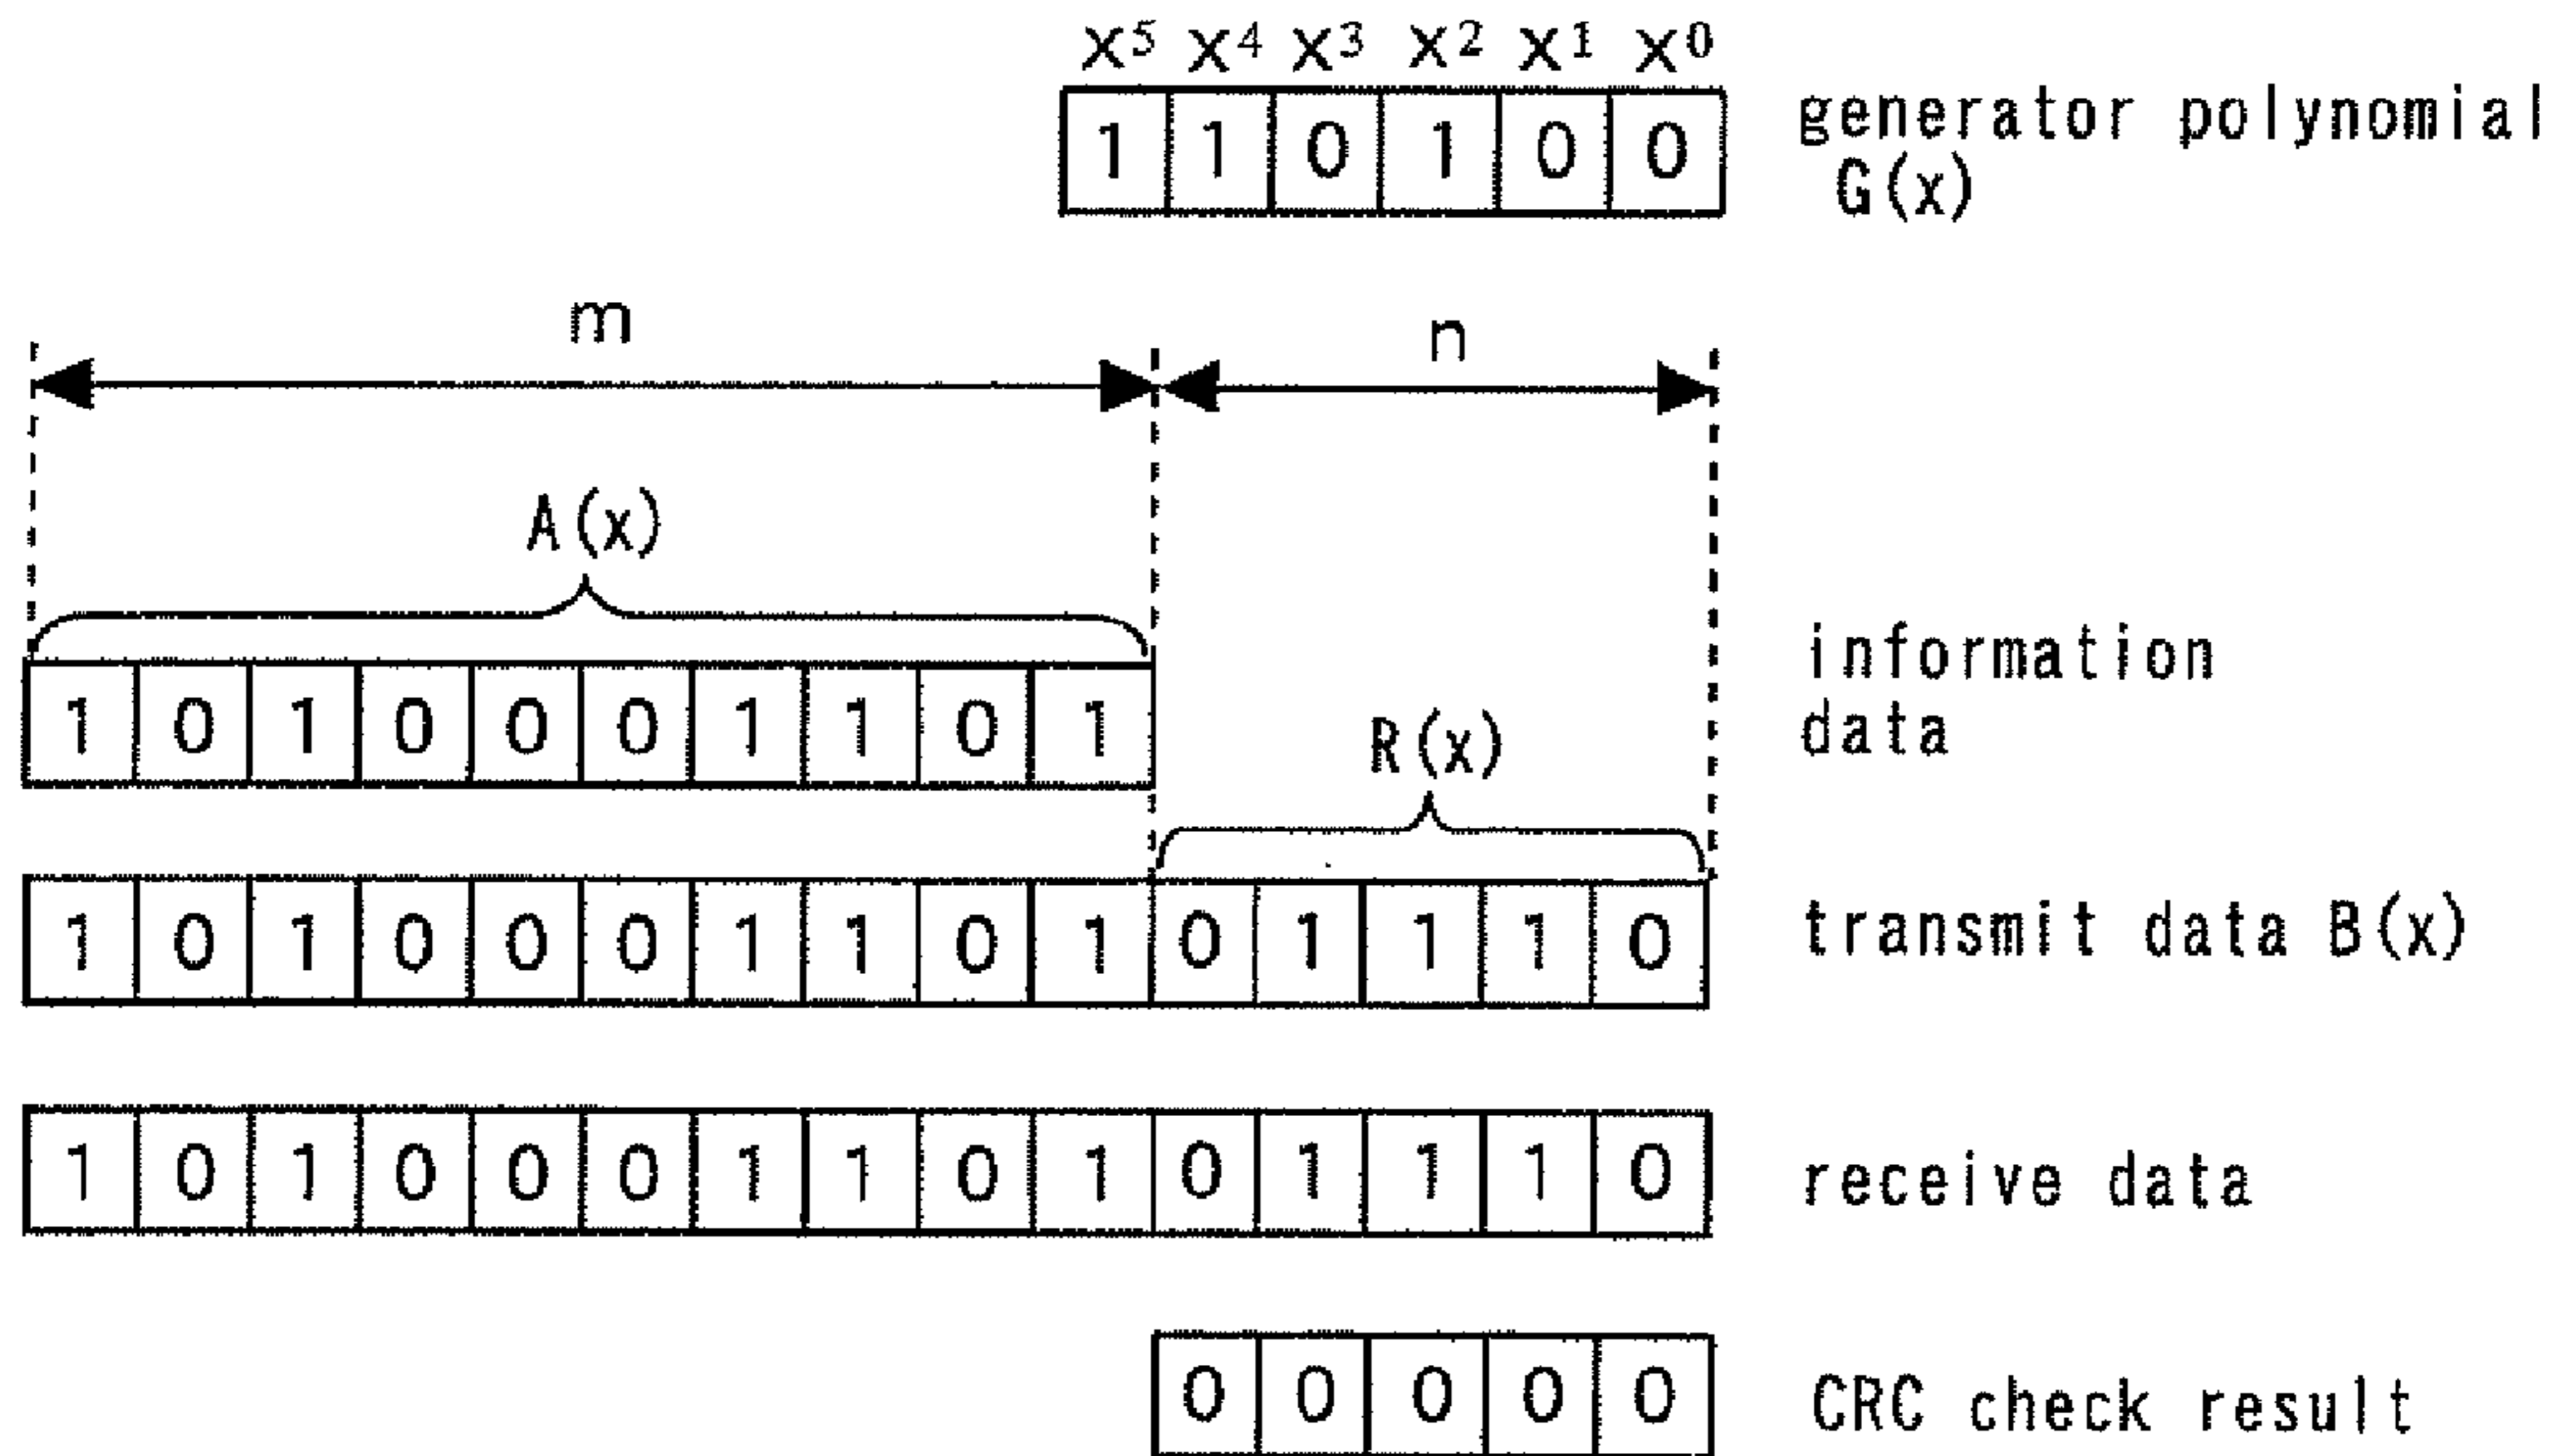 x⁵ x⁴ x³ x² x¹ x⁰
1 1 0 1 0 0 generator polynomial
G(x)
m n
A(x)
information
1 0 1 0 0 0 1 1 0 1 data
R(x)
1 0 1 0 0 0 1 1 0 1 0 1 1 1 0 transmit data B(x)
1 0 1 0 0 0 1 1 0 1 0 1 1 1 0 receive data
0 0 0 0 0 CRC check result